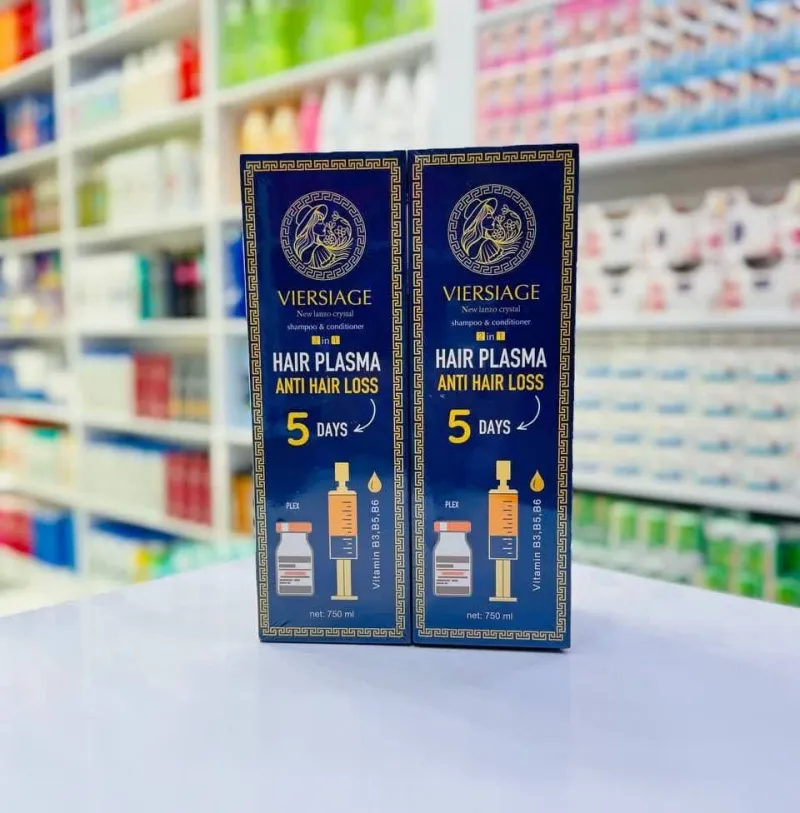 VIERSIAGE
New lanzo crystal
shampoo & conditioner
2 in 1
HAIR PLASMA
ANTI HAIR LOSS
5 DAYS
PLEX
Vitamin B3,B5,B6
net: 750 ml
VIERSIAGE
New lanzo crystal
shampoo & conditioner
2 in 1
HAIR PLASMA
ANTI HAIR LOSS
5 DAYS
PLEX
Vitamin B3,B5,B6
net: 750 ml